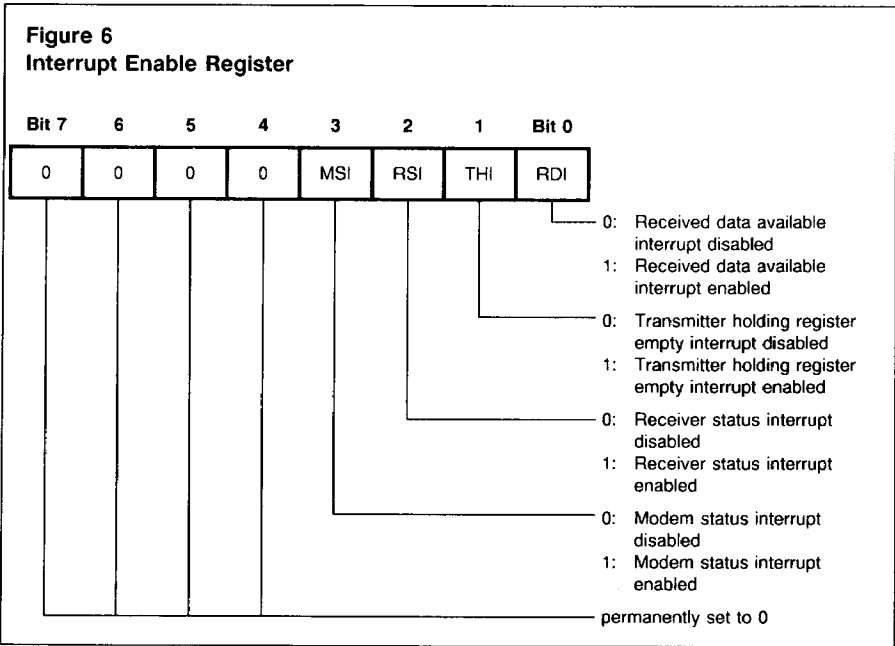 Figure 6
Interrupt Enable Register
Bit 7 6 5 4 3 2 1 Bit 0
0 0 0 0 MSI RSI THI RDI
0: Received data available
interrupt disabled
1: Received data available
interrupt enabled
0: Transmitter holding register
empty interrupt disabled
1: Transmitter holding register
empty interrupt enabled
0: Receiver status interrupt
disabled
1: Receiver status interrupt
enabled
0: Modem status interrupt
disabled
1: Modem status interrupt
enabled
permanently set to 0